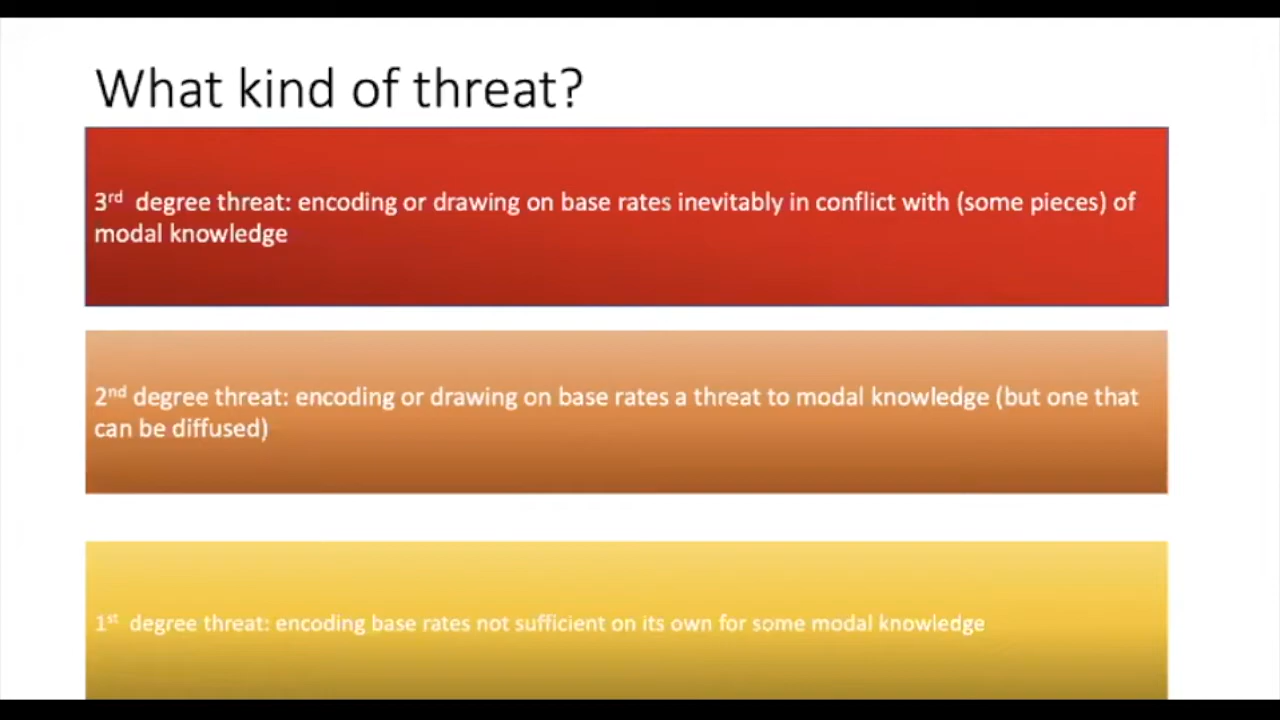 What kind of threat?
3rd degree threat: encoding or drawing on base rates inevitably in conflict with (some pieces) of
modal knowledge
2nd degree threat: encoding or drawing on base rates a threat to modal knowledge (but one that
can be diffused)
1st degree threat: encoding base rates not sufficient on its own for some modal knowledge